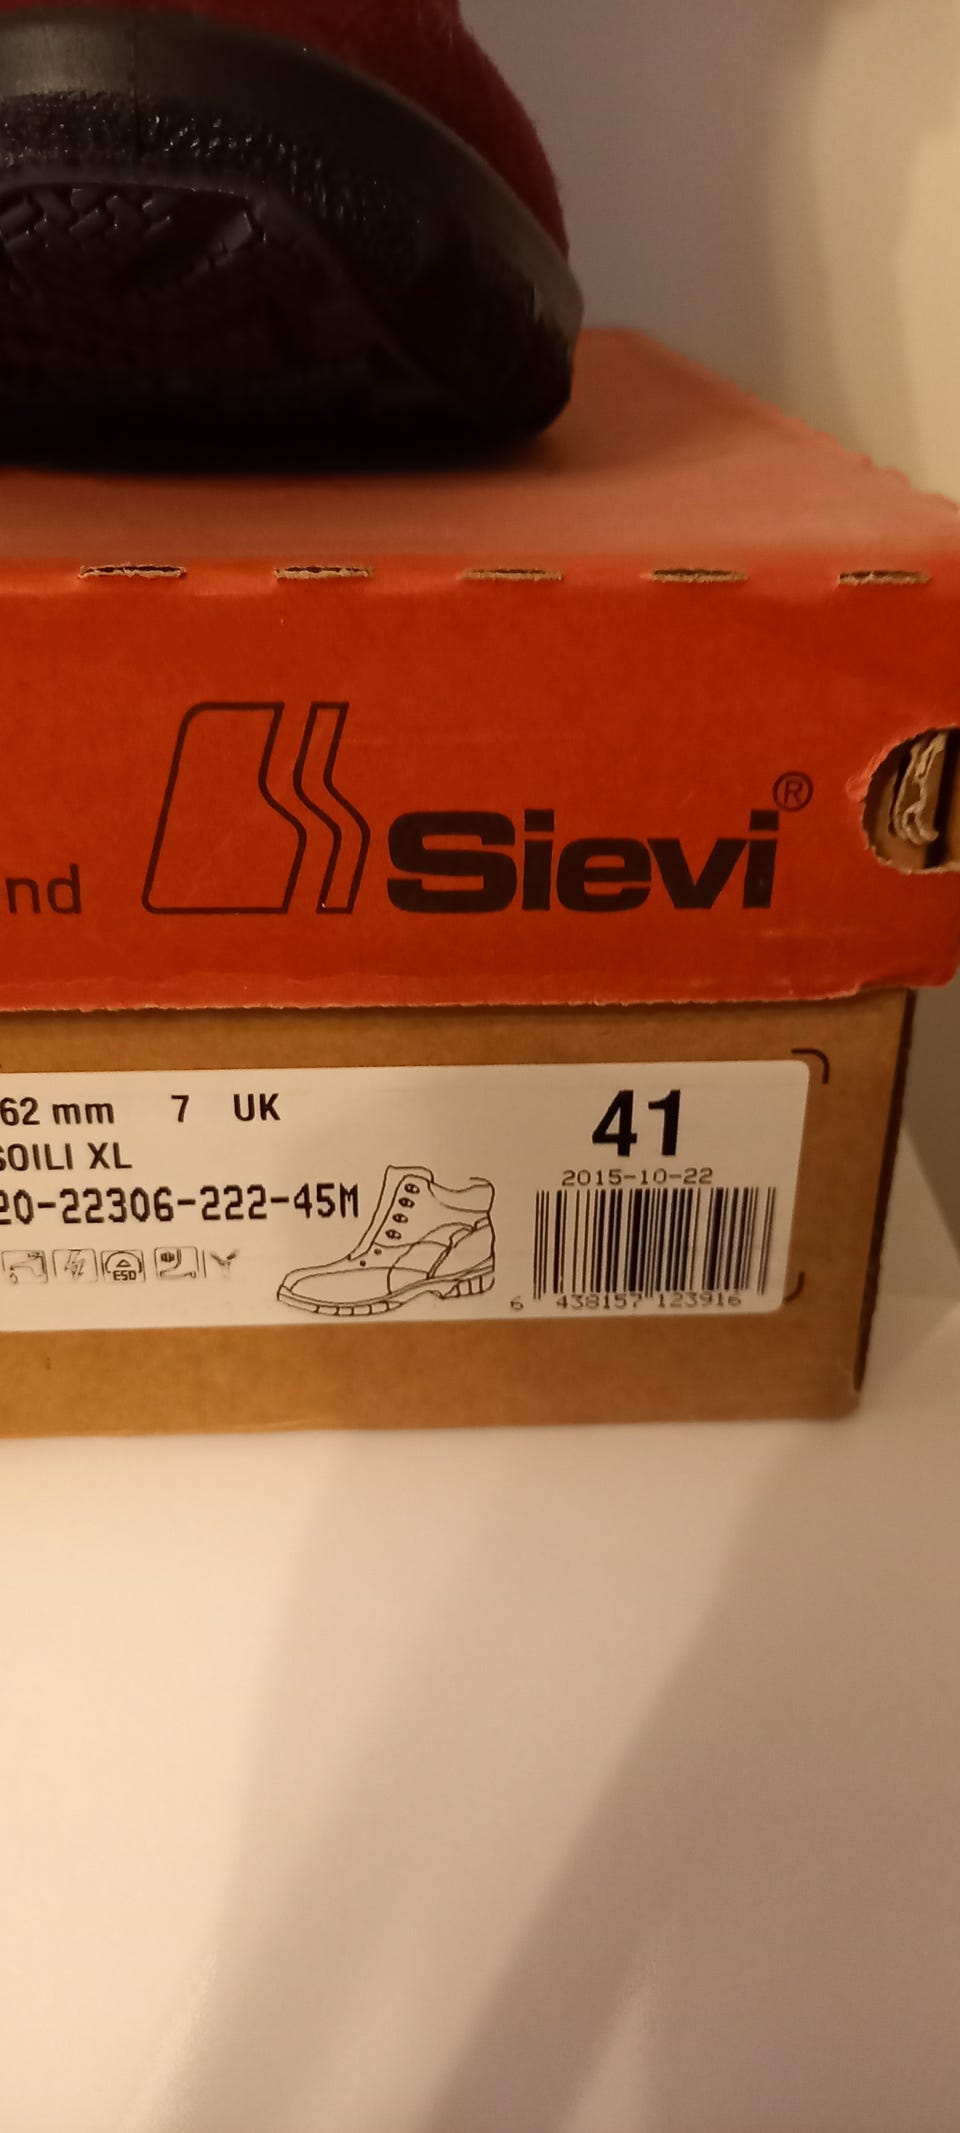 nd Sievi®
62 mm 7 UK 41
SOILI XL
2015-10-22
20-22306-222-45M
ESD
6 438157 123916